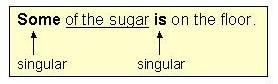 Some of the sugar is on the floor.
singular singular